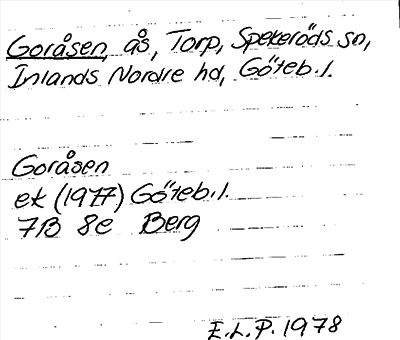 Goråsen, ås, Torp, Spekeröds sn,
Inlands Nordre hd, Göteb.l.
Goråsen
ek (1977) Göteb.l.
7B 8e Berg
E.L.P. 1978